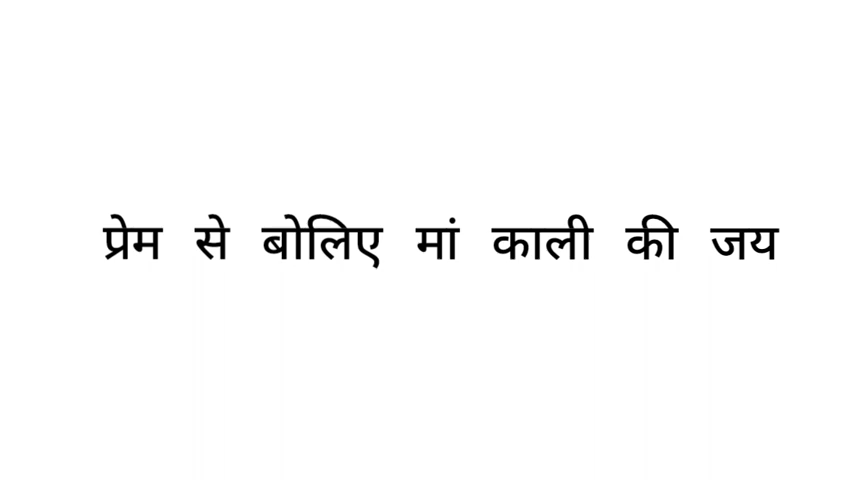 प्रेम से बोलिए मां काली की जय